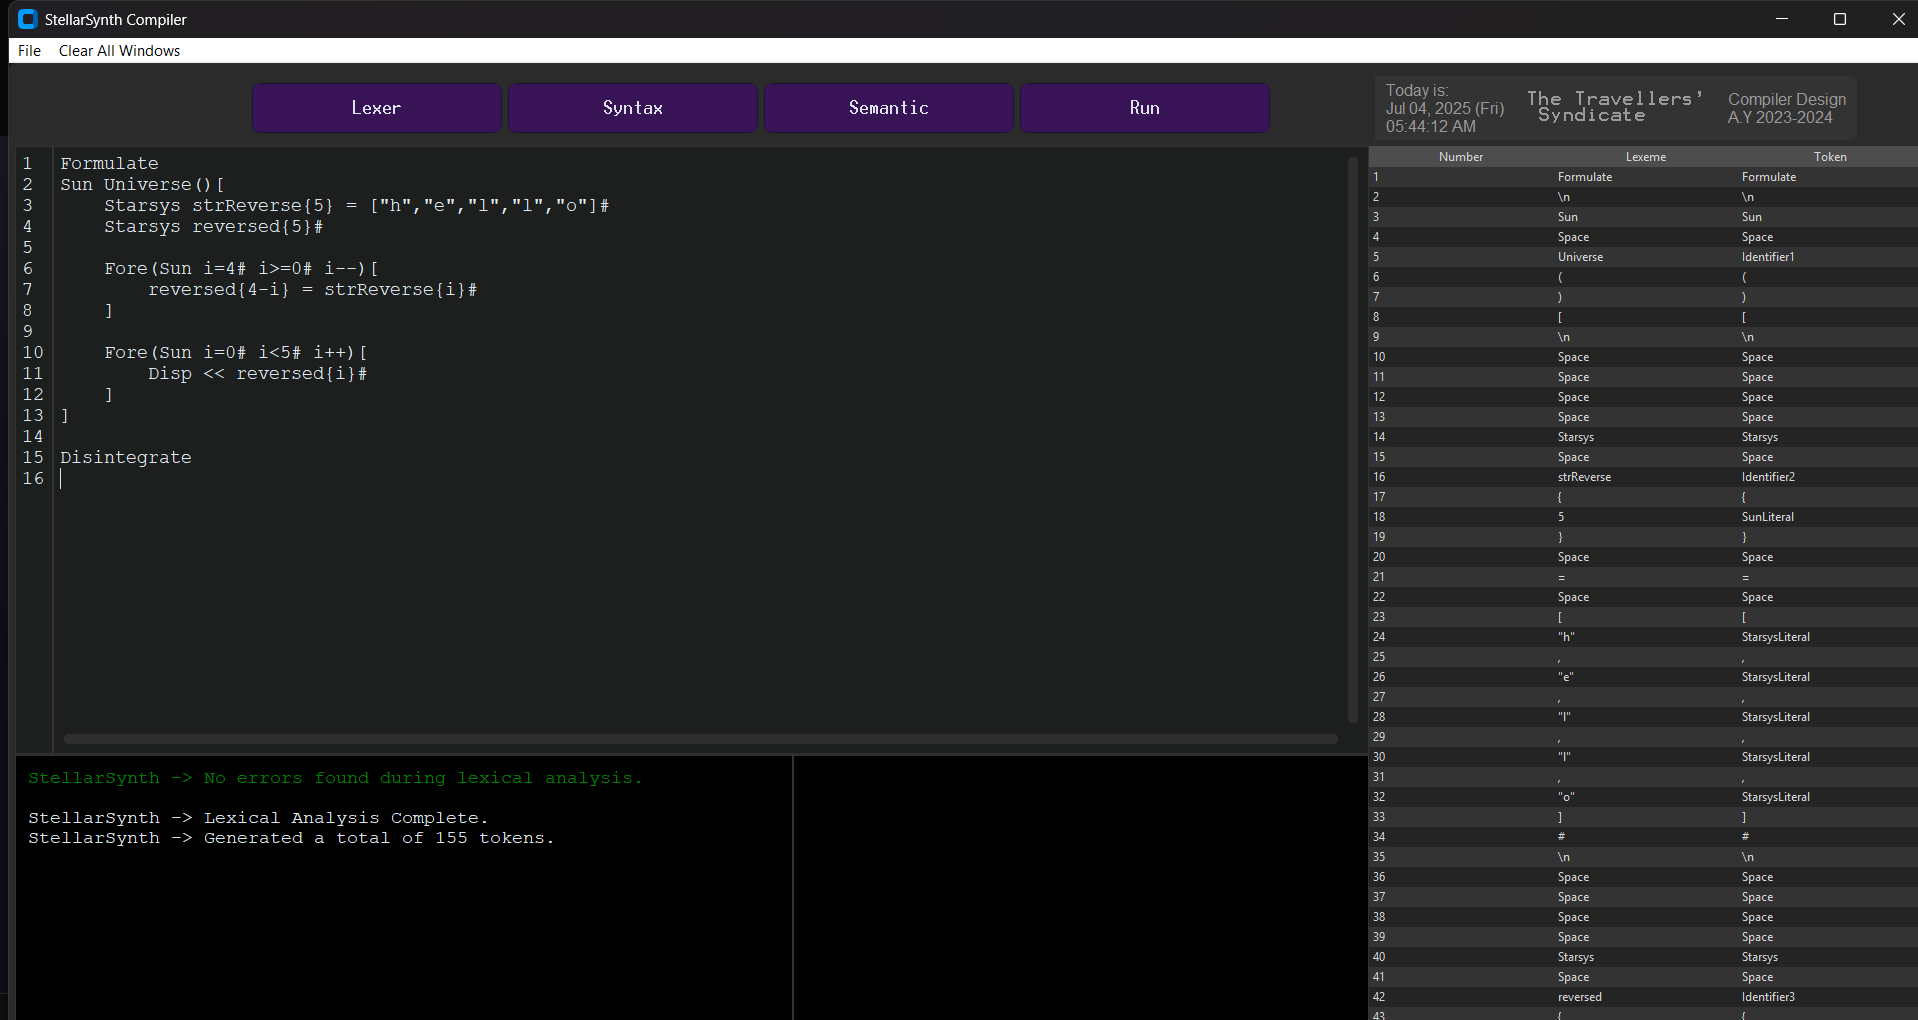 StellarSynth Compiler
File Clear All Windows
Lexer Syntax Semantic Run
Today is:
Jul 04, 2025 (Fri)
05:44:12 AM
The Travellers'
Syndicate
Compiler Design
A.Y 2023-2024
1 Formulate
2 Sun Universe()[
3     Starsys strReverse{5} = ["h","e","l","l","o"]#
4     Starsys reversed{5}#
5
6     Fore(Sun i=4# i>=0# i--)[
7         reversed{4-i} = strReverse{i}#
8     ]
9
10     Fore(Sun i=0# i<5# i++)[
11         Disp << reversed{i}#
12     ]
13 ]
14
15 Disintegrate
16
StellarSynth -> No errors found during lexical analysis.
StellarSynth -> Lexical Analysis Complete.
StellarSynth -> Generated a total of 155 tokens.
Number Lexeme Token
1 Formulate Formulate
2 \n \n
3 Sun Sun
4 Space Space
5 Universe Identifier1
6 ( (
7 ) )
8 [ [
9 \n \n
10 Space Space
11 Space Space
12 Space Space
13 Space Space
14 Starsys Starsys
15 Space Space
16 strReverse Identifier2
17 { {
18 5 SunLiteral
19 } }
20 Space Space
21 = =
22 Space Space
23 [ [
24 "h" StarsysLiteral
25 , ,
26 "e" StarsysLiteral
27 , ,
28 "l" StarsysLiteral
29 , ,
30 "l" StarsysLiteral
31 , ,
32 "o" StarsysLiteral
33 ] ]
34 # #
35 \n \n
36 Space Space
37 Space Space
38 Space Space
39 Space Space
40 Starsys Starsys
41 Space Space
42 reversed Identifier3
43 { {